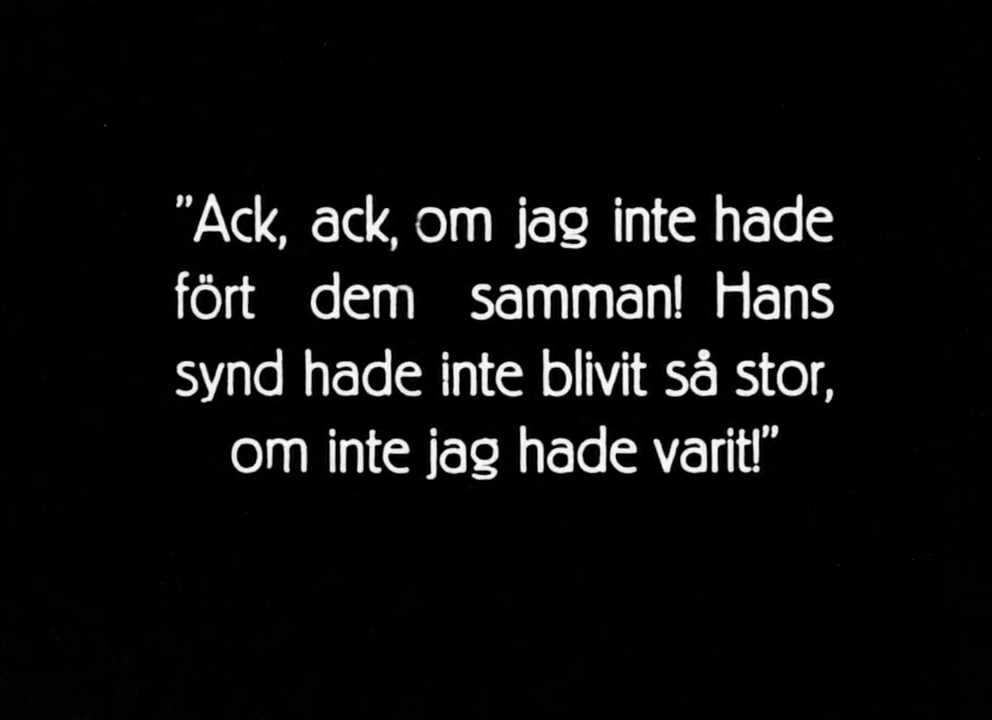 "Ack, ack, om jag inte hade
fört dem samman! Hans
synd hade inte blivit så stor,
om inte jag hade varit!"